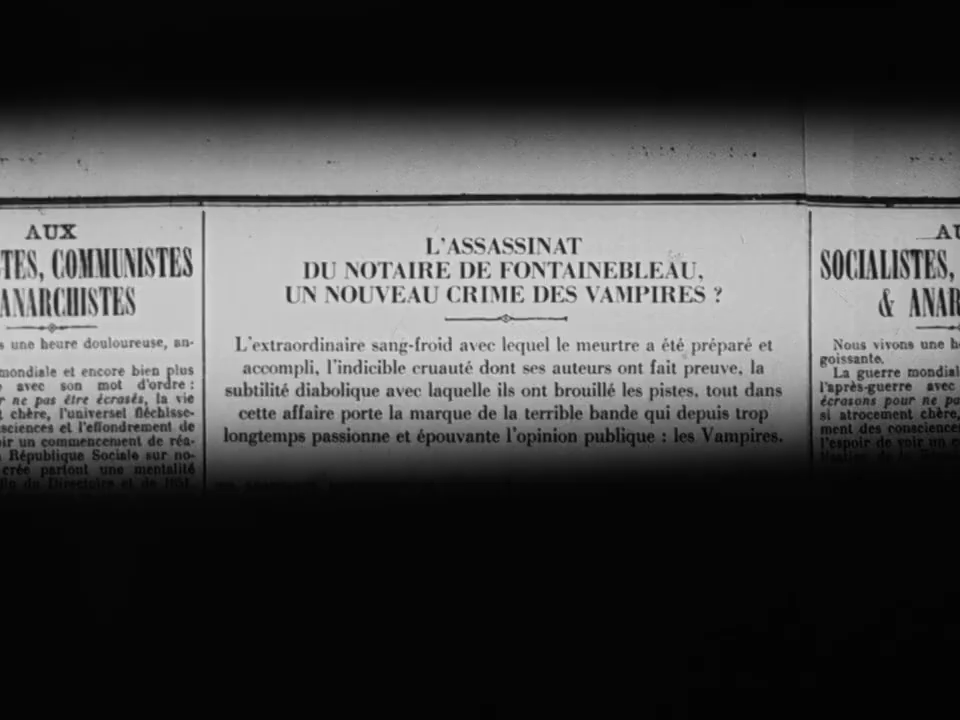 AUX
TES, COMMUNISTES
ANARCHISTES
s une heure douloureuse, an-
mondiale et encore bien plus
avec son mot d'ordre :
r ne pas être écrasés, la vie
t chère, l'universel fléchisse-
sciences et l'effondrement de
oir un commencement de réa-
République Sociale sur no-
crée partout une mentalité
du Directoire et de 1851
L'ASSASSINAT
DU NOTAIRE DE FONTAINEBLEAU,
UN NOUVEAU CRIME DES VAMPIRES ?
L'extraordinaire sang-froid avec lequel le meurtre a été préparé et
accompli, l'indicible cruauté dont ses auteurs ont fait preuve, la
subtilité diabolique avec laquelle ils ont brouillé les pistes, tout dans
cette affaire porte la marque de la terrible bande qui depuis trop
longtemps passionne et épouvante l'opinion publique : les Vampires.
AU
SOCIALISTES,
& ANAR
Nous vivons une he
goissante.
La guerre mondial
l'après-guerre avec
écrasons pour ne pa
si atrocement chère,
ment des conscience
l'espoir de voir un c